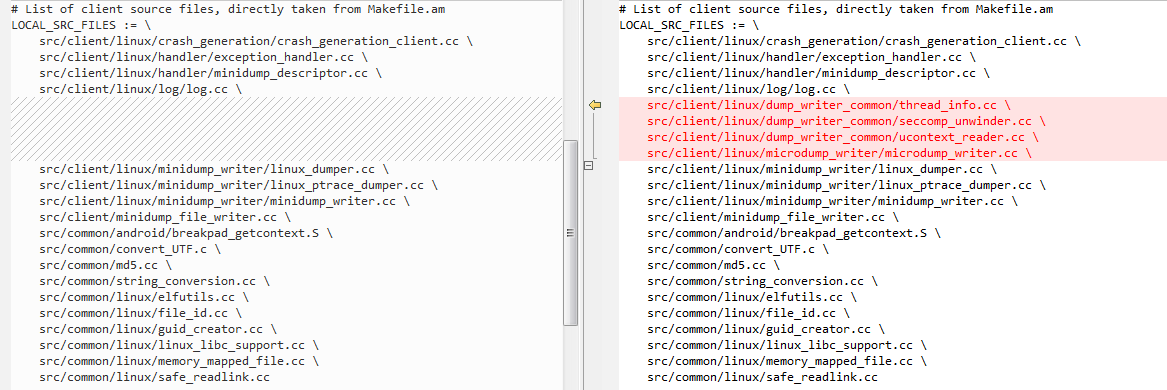 # List of client source files, directly taken from Makefile.am
LOCAL_SRC_FILES := \
src/client/linux/crash_generation/crash_generation_client.cc \
src/client/linux/handler/exception_handler.cc \
src/client/linux/handler/minidump_descriptor.cc \
src/client/linux/log/log.cc \
src/client/linux/minidump_writer/linux_dumper.cc \
src/client/linux/minidump_writer/linux_ptrace_dumper.cc \
src/client/linux/minidump_writer/minidump_writer.cc \
src/client/minidump_file_writer.cc \
src/common/android/breakpad_getcontext.S \
src/common/convert_UTF.c \
src/common/md5.cc \
src/common/string_conversion.cc \
src/common/linux/elfutils.cc \
src/common/linux/file_id.cc \
src/common/linux/guid_creator.cc \
src/common/linux/linux_libc_support.cc \
src/common/linux/memory_mapped_file.cc \
src/common/linux/safe_readlink.cc
# List of client source files, directly taken from Makefile.am
LOCAL_SRC_FILES := \
src/client/linux/crash_generation/crash_generation_client.cc \
src/client/linux/handler/exception_handler.cc \
src/client/linux/handler/minidump_descriptor.cc \
src/client/linux/log/log.cc \
src/client/linux/dump_writer_common/thread_info.cc \
src/client/linux/dump_writer_common/seccomp_unwinder.cc \
src/client/linux/dump_writer_common/ucontext_reader.cc \
src/client/linux/microdump_writer/microdump_writer.cc \
src/client/linux/minidump_writer/linux_dumper.cc \
src/client/linux/minidump_writer/linux_ptrace_dumper.cc \
src/client/linux/minidump_writer/minidump_writer.cc \
src/client/minidump_file_writer.cc \
src/common/android/breakpad_getcontext.S \
src/common/convert_UTF.c \
src/common/md5.cc \
src/common/string_conversion.cc \
src/common/linux/elfutils.cc \
src/common/linux/file_id.cc \
src/common/linux/guid_creator.cc \
src/common/linux/linux_libc_support.cc \
src/common/linux/memory_mapped_file.cc \
src/common/linux/safe_readlink.cc